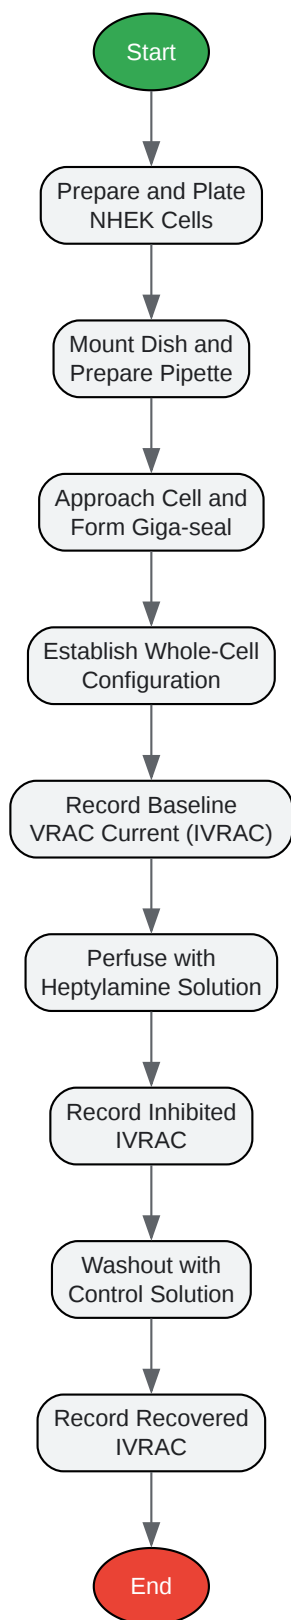 Start
Prepare and Plate
NHEK Cells
Mount Dish and
Prepare Pipette
Approach Cell and
Form Giga-seal
Establish Whole-Cell
Configuration
Record Baseline
VRAC Current (IVRAC)
Perfuse with
Heptylamine Solution
Record Inhibited
IVRAC
Washout with
Control Solution
Record Recovered
IVRAC
End